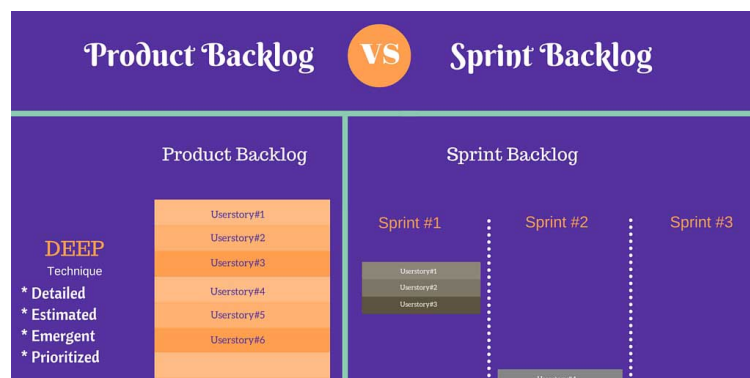 Product Backlog VS Sprint Backlog
Product Backlog
DEEP
Technique
* Detailed
* Estimated
* Emergent
* Prioritized
Userstory#1
Userstory#2
Userstory#3
Userstory#4
Userstory#5
Userstory#6
Sprint Backlog
Sprint #1
Userstory#1
Userstory#2
Userstory#3
Sprint #2
Sprint #3